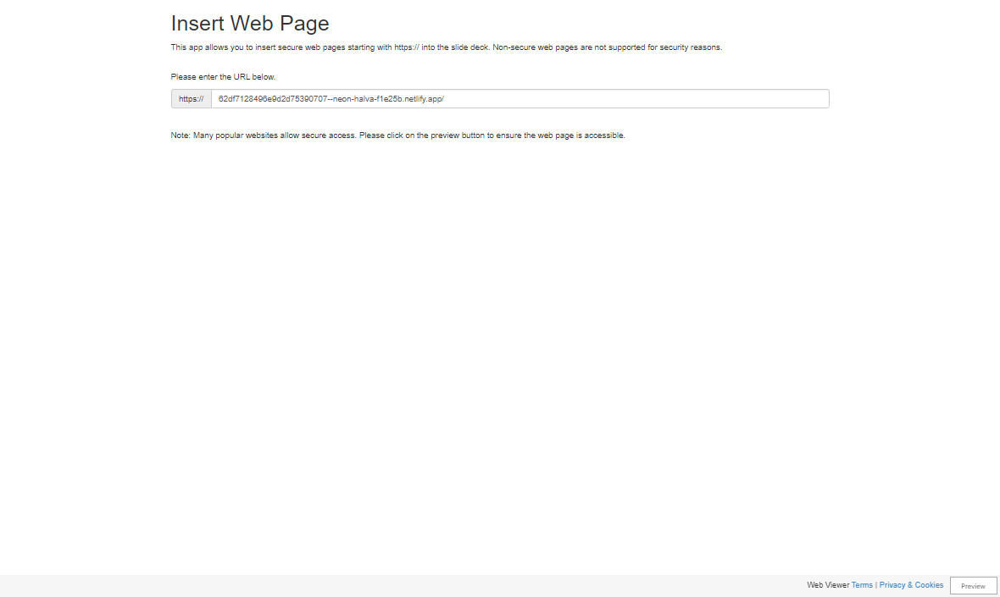 Insert Web Page
This app allows you to insert secure web pages starting with https:// into the slide deck. Non-secure web pages are not supported for security reasons.
Please enter the URL below.
https:// 62df7128496e9d2d75390707--neon-halva-f1e25b.netlify.app/
Note: Many popular websites allow secure access. Please click on the preview button to ensure the web page is accessible.
Web Viewer Terms | Privacy & Cookies Preview